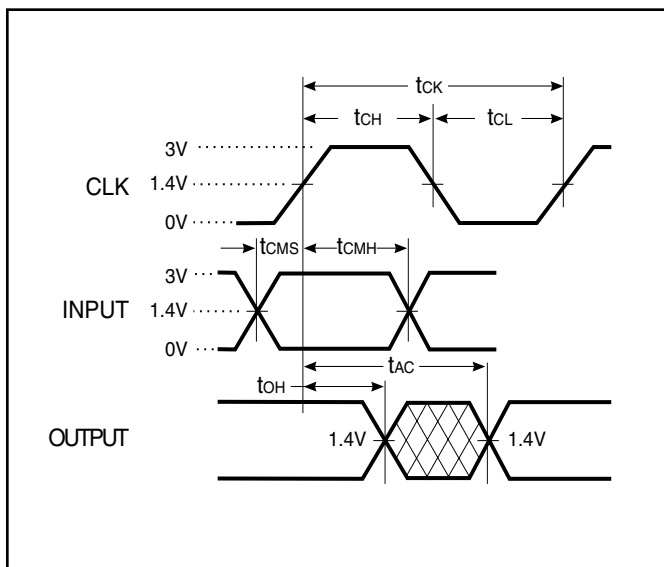 tCK
tCH tCL
3V
CLK 1.4V
0V
tCMS tCMH
3V
INPUT 1.4V
0V
tAC
tOH
OUTPUT 1.4V 1.4V